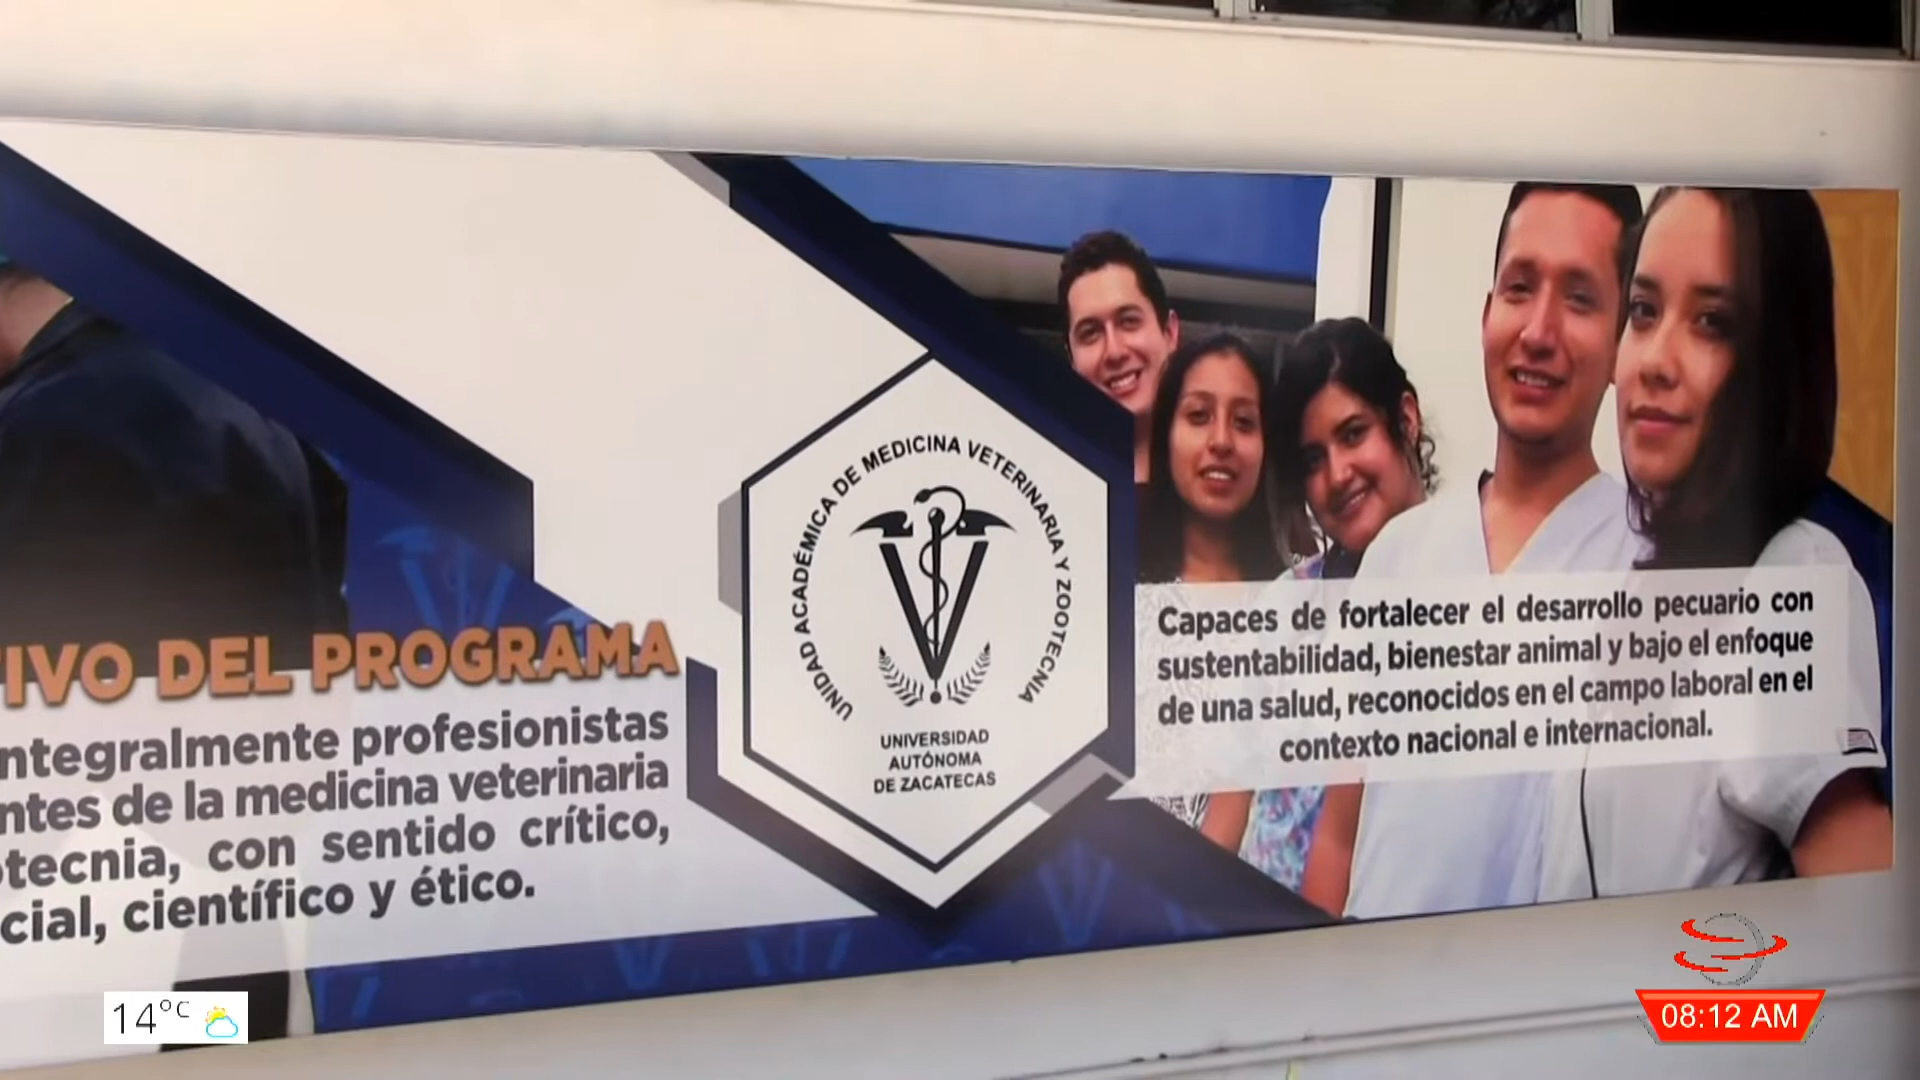 IVO DEL PROGRAMA
ntegralmente profesionistas
ntes de la medicina veterinaria
otecnia, con sentido crítico,
cial, científico y ético.
UNIDAD ACADÉMICA DE MEDICINA VETERINARIA Y ZOOTECNIA
UNIVERSIDAD
AUTÓNOMA
DE ZACATECAS
Capaces de fortalecer el desarrollo pecuario con
sustentabilidad, bienestar animal y bajo el enfoque
de una salud, reconocidos en el campo laboral en el
contexto nacional e internacional.
14°C
08:12 AM